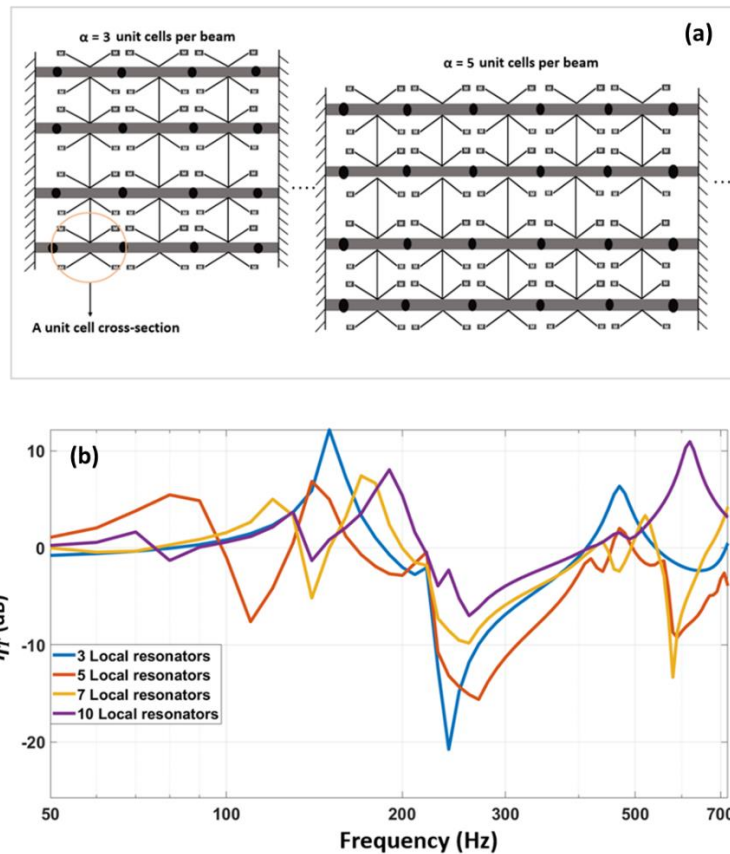 α = 3 unit cells per beam
(a)
α = 5 unit cells per beam
A unit cell cross-section
(b)
10
0
-10
-20
(dB)
3 Local resonators
5 Local resonators
7 Local resonators
10 Local resonators
50
100
200
300
500
700
Frequency (Hz)